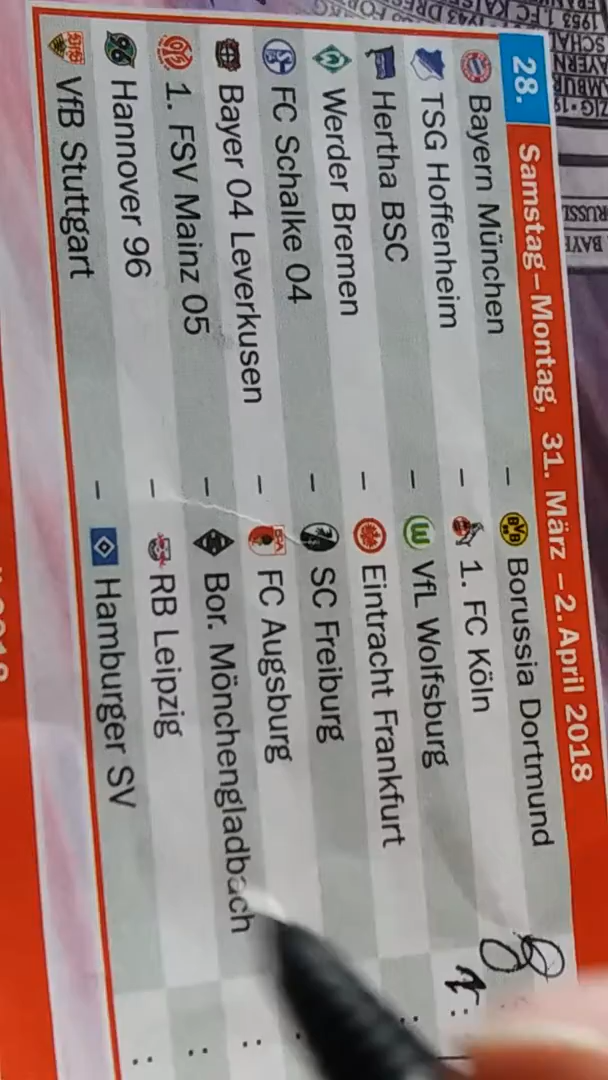 28. Samstag – Montag, 31. März – 2. April 2018
Bayern München – Borussia Dortmund 8 :
TSG Hoffenheim – 1. FC Köln :
Hertha BSC – VfL Wolfsburg :
Werder Bremen – Eintracht Frankfurt
FC Schalke 04 – SC Freiburg :
Bayer 04 Leverkusen – FC Augsburg :
1. FSV Mainz 05 – Bor. Mönchengladbach :
Hannover 96 – RB Leipzig :
VfB Stuttgart – Hamburger SV